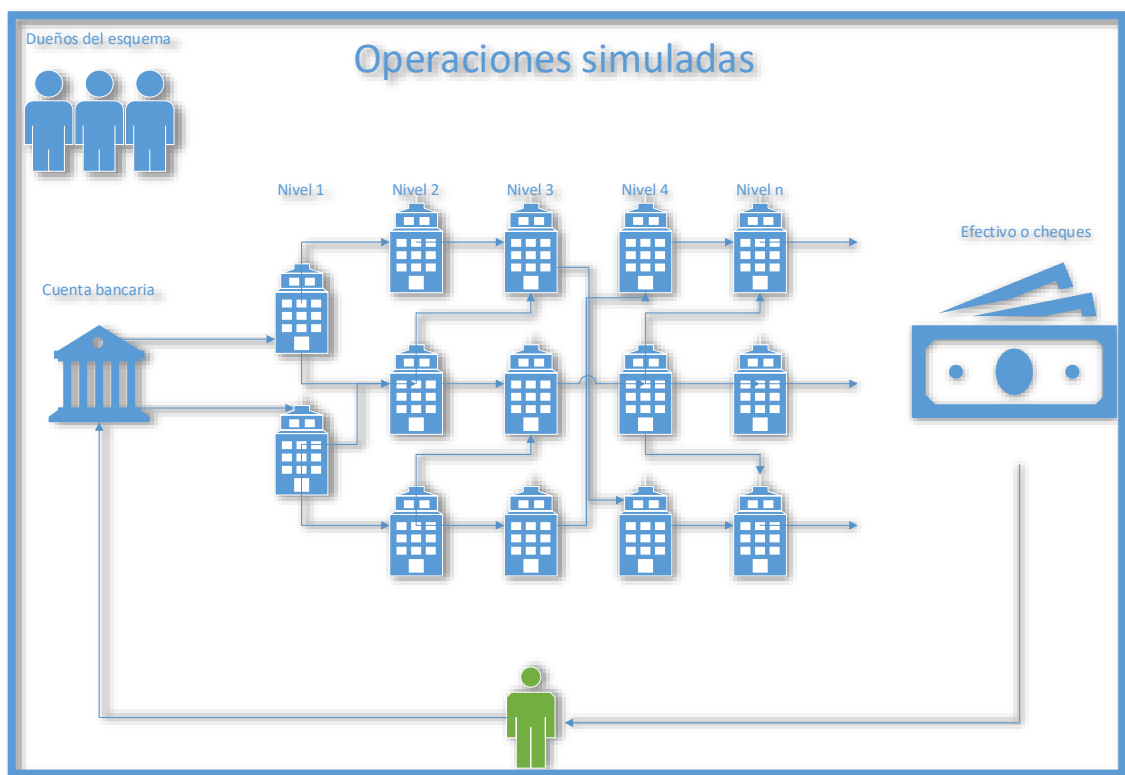 Dueños del esquema
Operaciones simuladas
Nivel 1
Nivel 2
Nivel 3
Nivel 4
Nivel n
Efectivo o cheques
Cuenta bancaria